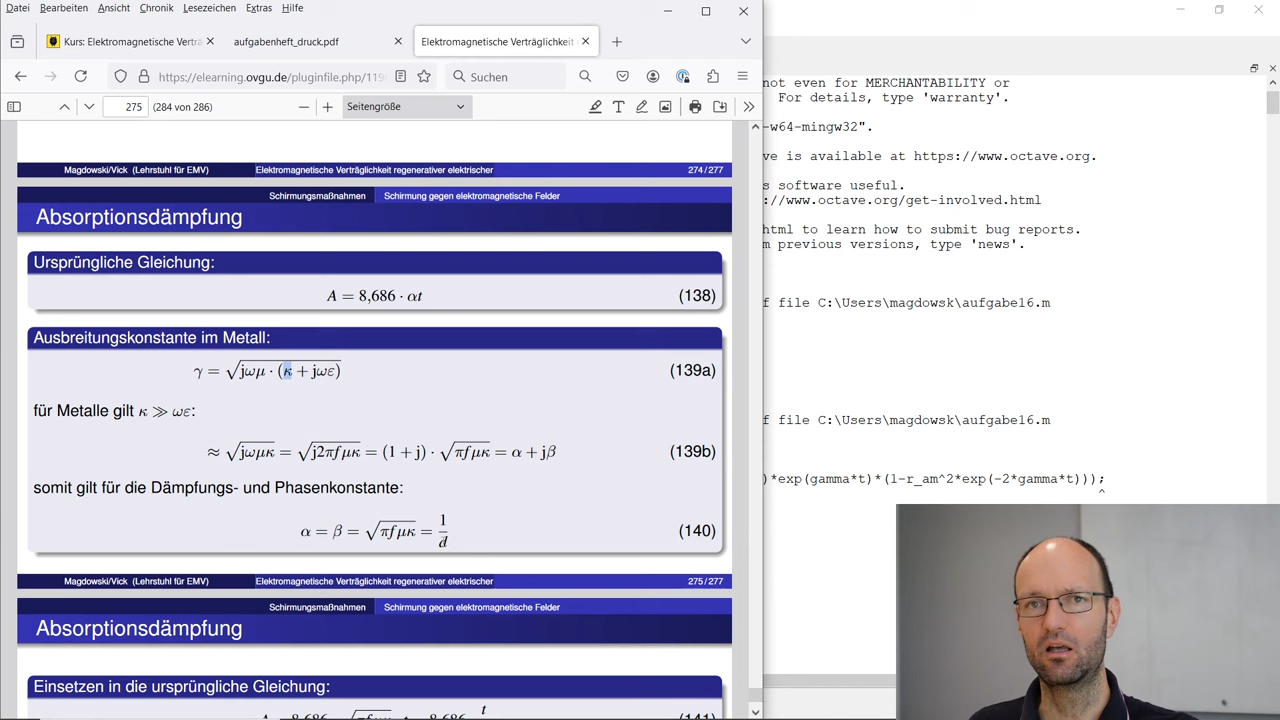 Datei Bearbeiten Ansicht Chronik Lesezeichen Extras Hilfe
Kurs: Elektromagnetische Verträ
aufgabenheft_druck.pdf
Elektromagnetische Verträglichkeit
https://elearning.ovgu.de/pluginfile.php/119
Suchen
275 (284 von 286)
Seitengröße
Magdowski/Vick (Lehrstuhl für EMV) Elektromagnetische Verträglichkeit regenerativer elektrischer 274 / 277
Schirmungsmaßnahmen Schirmung gegen elektromagnetische Felder
Absorptionsdämpfung
Ursprüngliche Gleichung:
A = 8,686 · αt (138)
Ausbreitungskonstante im Metall:
γ = √(jωμ · (κ + jωε)) (139a)
für Metalle gilt κ ≫ ωε:
≈ √(jωμκ) = √(j2πfμκ) = (1 + j) · √(πfμκ) = α + jβ (139b)
somit gilt für die Dämpfungs- und Phasenkonstante:
α = β = √(πfμκ) = 1/d (140)
Magdowski/Vick (Lehrstuhl für EMV) Elektromagnetische Verträglichkeit regenerativer elektrischer 275 / 277
Schirmungsmaßnahmen Schirmung gegen elektromagnetische Felder
Absorptionsdämpfung
Einsetzen in die ursprüngliche Gleichung:
not even for MERCHANTABILITY or
For details, type 'warranty'.
-w64-mingw32".
ve is available at https://www.octave.org.
s software useful.
://www.octave.org/get-involved.html
html to learn how to submit bug reports.
m previous versions, type 'news'.
f file C:\Users\magdowsk\aufgabe16.m
f file C:\Users\magdowsk\aufgabe16.m
)*exp(gamma*t)*(1-r_am^2*exp(-2*gamma*t)));
^